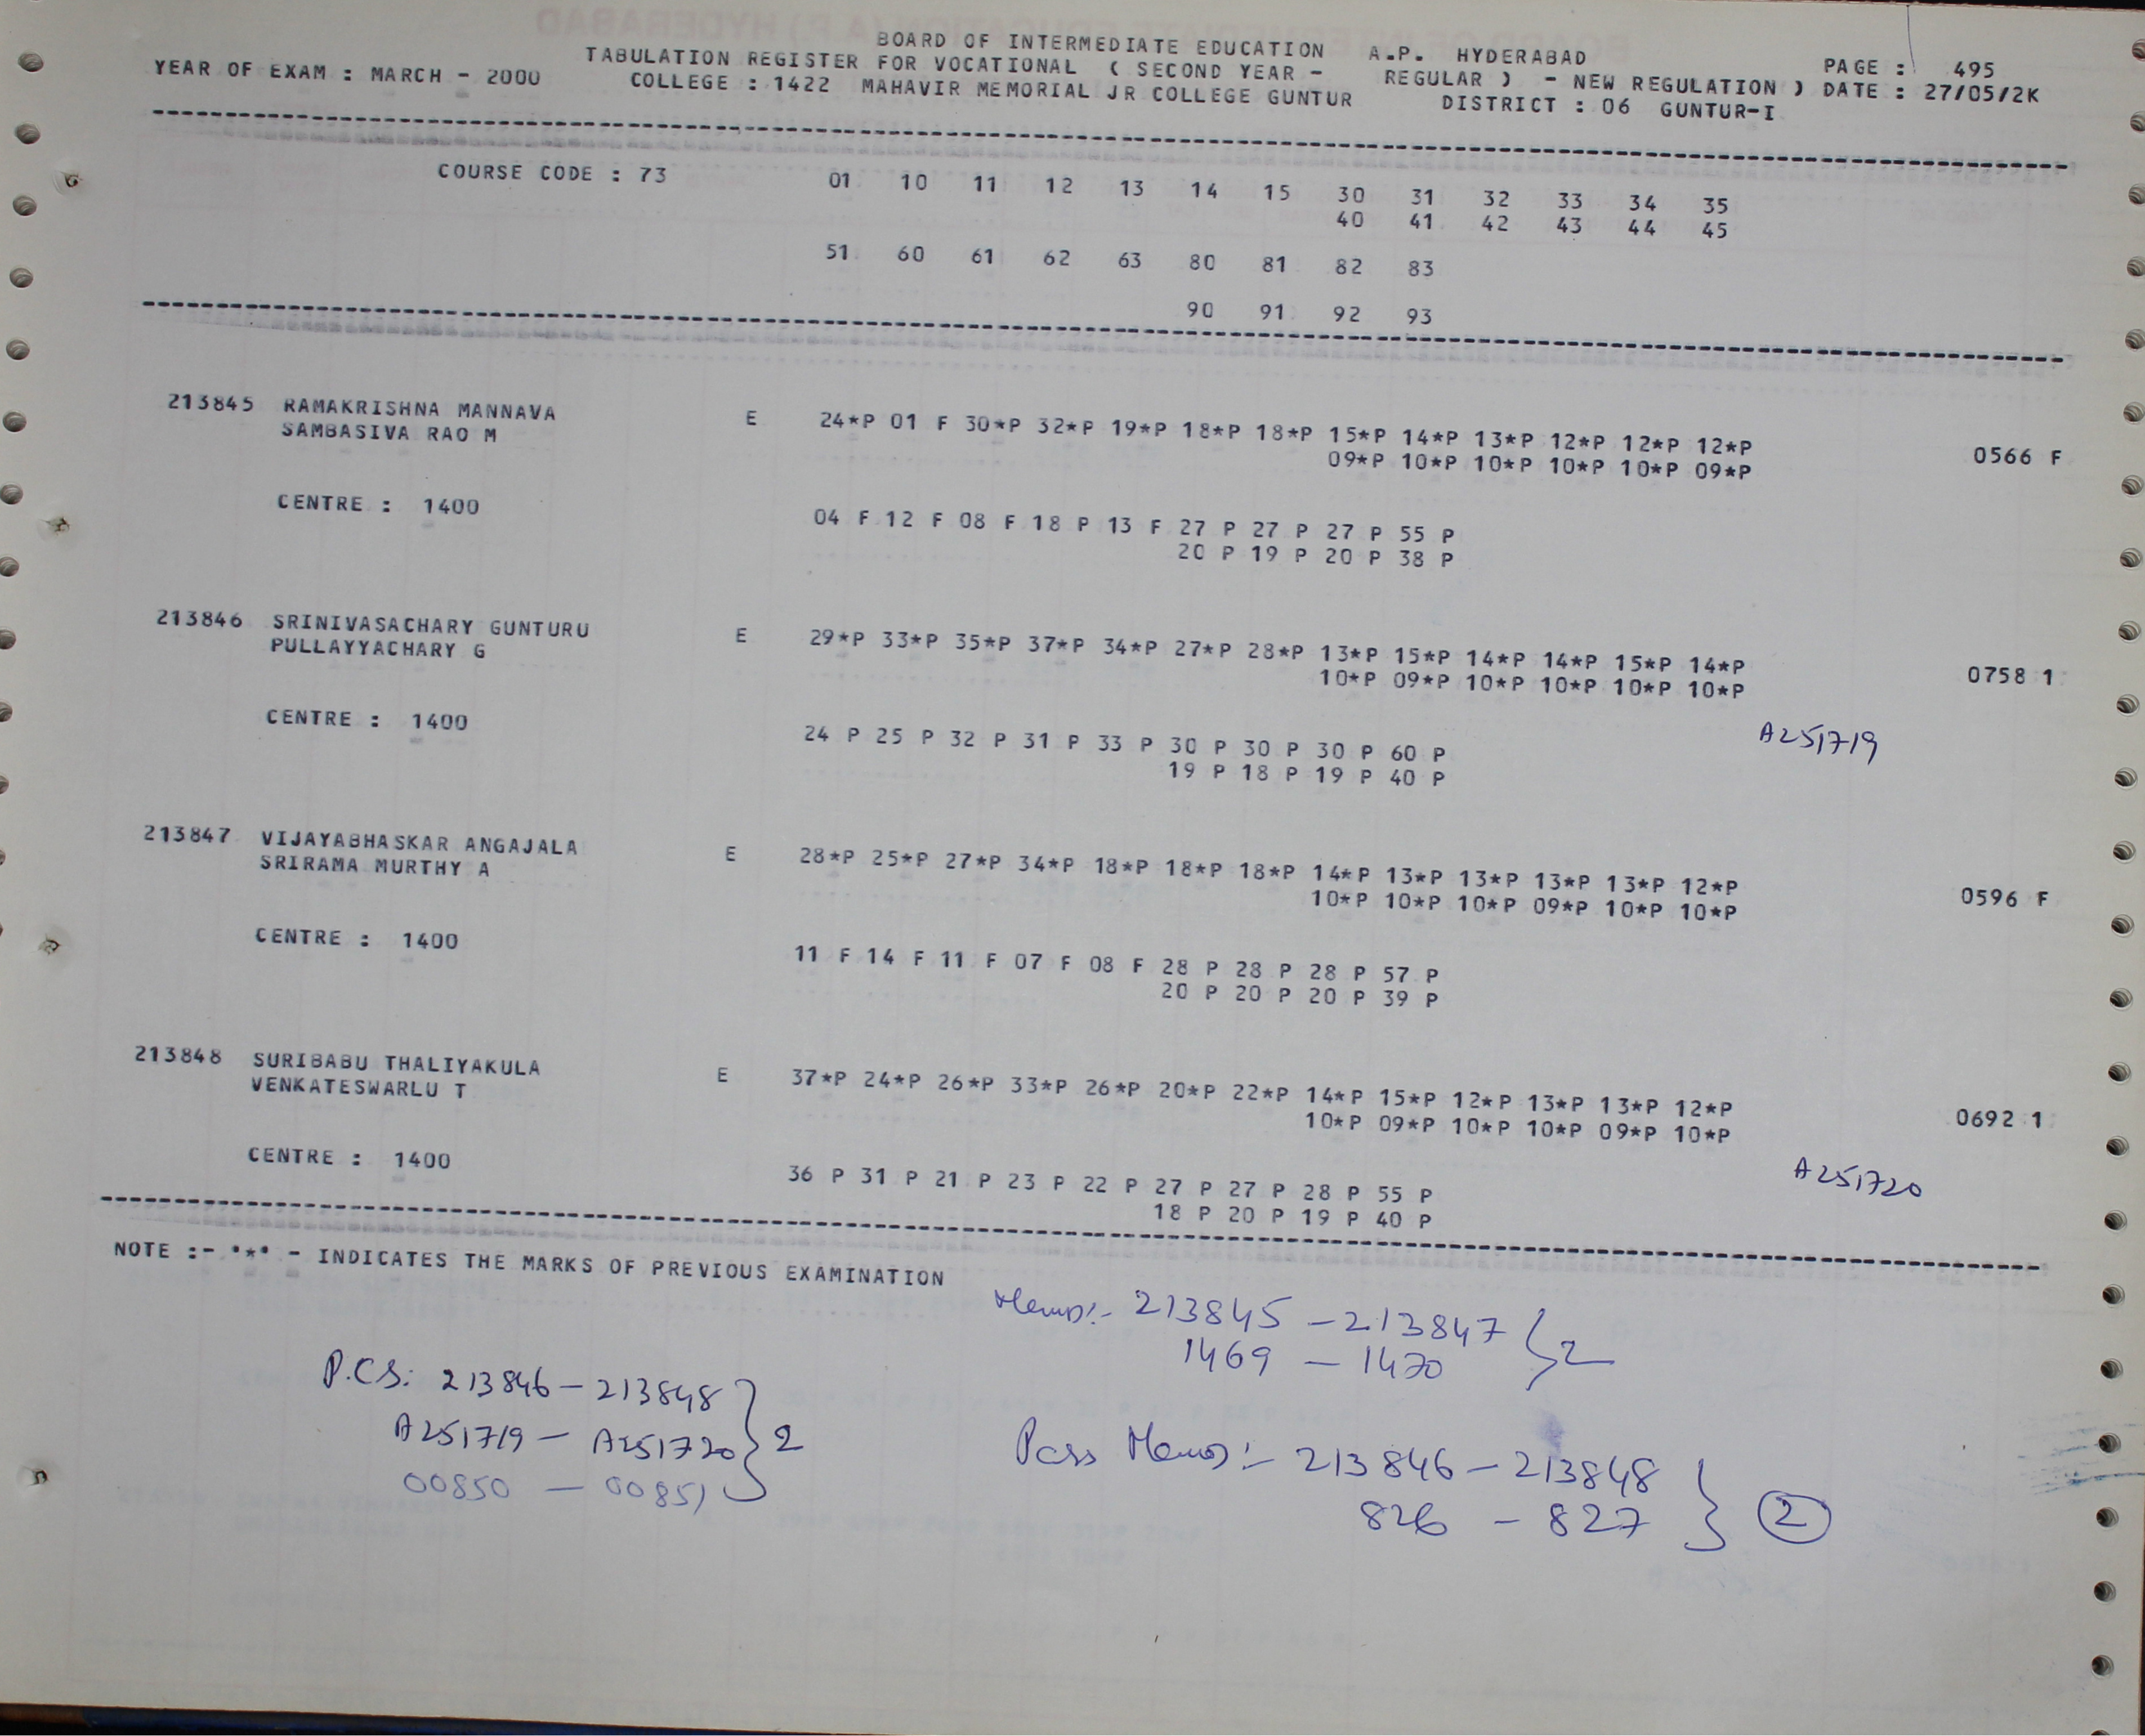 BOARD OF INTERMEDIATE EDUCATION A.P. HYDERABAD
YEAR OF EXAM : MARCH - 2000 TABULATION REGISTER FOR VOCATIONAL ( SECOND YEAR - REGULAR ) - NEW REGULATION ) PAGE : 495
COLLEGE : 1422 MAHAVIR MEMORIAL JR COLLEGE GUNTUR DISTRICT : 06 GUNTUR-I DATE : 27/05/2K
COURSE CODE : 73 01 10 11 12 13 14 15 30 31 32 33 34 35
40 41 42 43 44 45
51 60 61 62 63 80 81 82 83
90 91 92 93
213845 RAMAKRISHNA MANNAVA E 24*P 01 F 30*P 32*P 19*P 18*P 18*P 15*P 14*P 13*P 12*P 12*P 12*P 0566 F
SAMBASIVA RAO M 09*P 10*P 10*P 10*P 10*P 09*P
CENTRE : 1400 04 F 12 F 08 F 18 P 13 F 27 P 27 P 27 P 55 P
20 P 19 P 20 P 38 P
213846 SRINIVASACHARY GUNTURU E 29*P 33*P 35*P 37*P 34*P 27*P 28*P 13*P 15*P 14*P 14*P 15*P 14*P 0758 1
PULLAYYACHARY G 10*P 09*P 10*P 10*P 10*P 10*P
CENTRE : 1400 24 P 25 P 32 P 31 P 33 P 30 P 30 P 30 P 60 P A251719
19 P 18 P 19 P 40 P
213847 VIJAYABHASKAR ANGAJALA E 28*P 25*P 27*P 34*P 18*P 18*P 18*P 14*P 13*P 13*P 13*P 13*P 12*P 0596 F
SRIRAMA MURTHY A 10*P 10*P 10*P 09*P 10*P 10*P
CENTRE : 1400 11 F 14 F 11 F 07 F 08 F 28 P 28 P 28 P 57 P
20 P 20 P 20 P 39 P
213848 SURIBABU THALIYAKULA E 37*P 24*P 26*P 33*P 26*P 20*P 22*P 14*P 15*P 12*P 13*P 13*P 12*P 0692 1
VENKATESWARLU T 10*P 09*P 10*P 10*P 09*P 10*P
CENTRE : 1400 36 P 31 P 21 P 23 P 22 P 27 P 27 P 28 P 55 P A251720
18 P 20 P 19 P 40 P
NOTE :- '*' - INDICATES THE MARKS OF PREVIOUS EXAMINATION
Memos:- 213845 - 213847 } 2
1469 - 1470
P.CS: 213846 - 213848
A251719 - A251720 } 2
00850 - 00851
Pass Memos:- 213846 - 213848
826 - 827 } 2